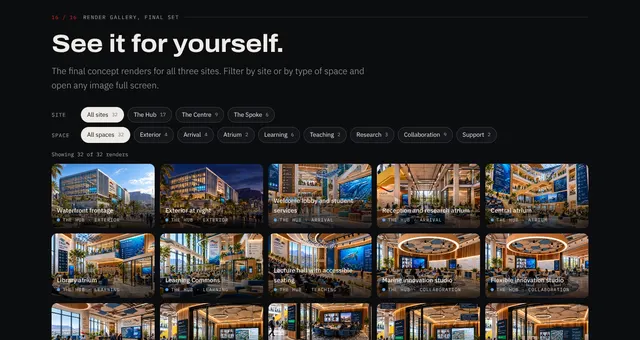 16 / 16 RENDER GALLERY, FINAL SET
See it for yourself.
The final concept renders for all three sites. Filter by site or by type of space and
open any image full screen.
SITE All sites 32 The Hub 17 The Centre 9 The Spoke 6
SPACE All spaces 32 Exterior 4 Arrival 4 Atrium 2 Learning 6 Teaching 2 Research 3 Collaboration 9 Support 2
Showing 32 of 32 renders
Waterfront frontage
THE HUB · EXTERIOR
Exterior at night
THE HUB · EXTERIOR
Welcome lobby and student
services
THE HUB · ARRIVAL
Reception and research atrium
THE HUB · ARRIVAL
Central atrium
THE HUB · ATRIUM
Library atrium
THE HUB · LEARNING
Learning Commons
THE HUB · LEARNING
Lecture hall with accessible
seating
THE HUB · TEACHING
Marine innovation studio
THE HUB · COLLABORATION
Flexible innovation studio
THE HUB · COLLABORATION